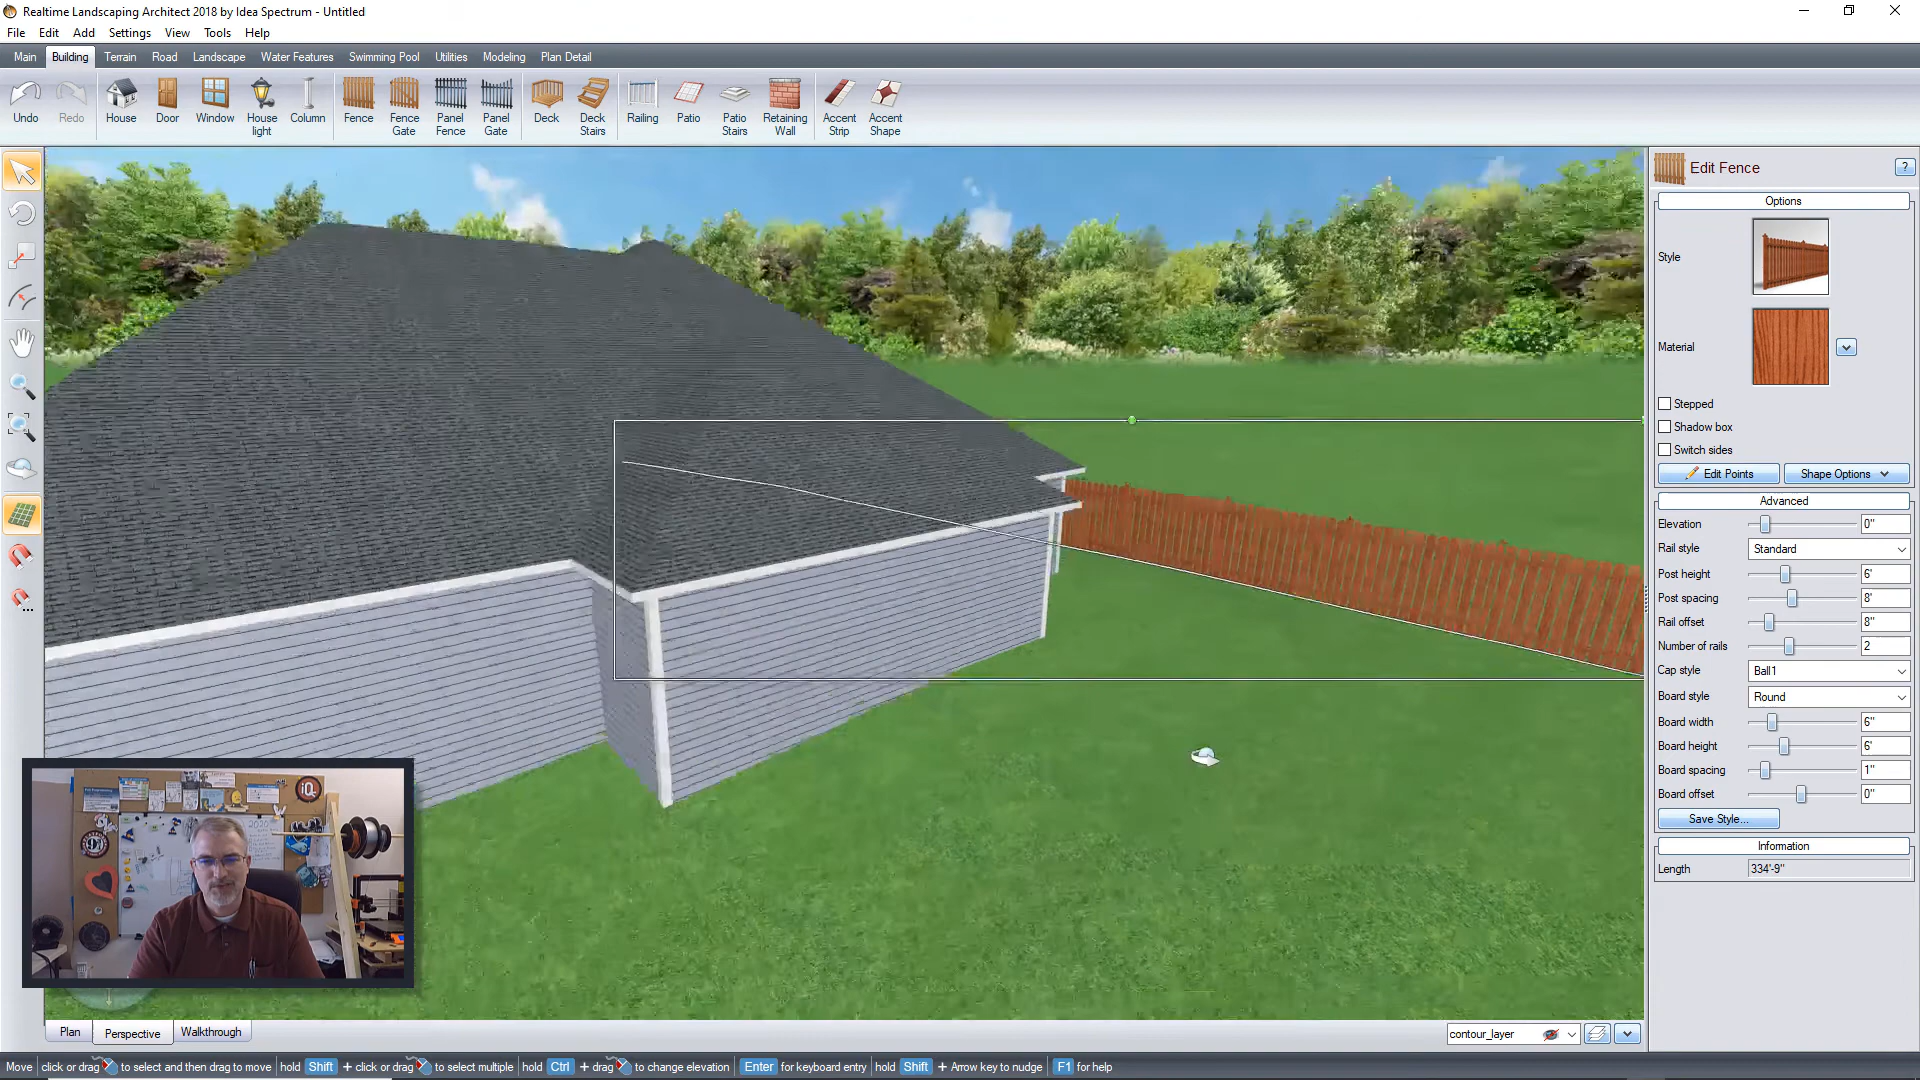 Realtime Landscaping Architect 2018 by Idea Spectrum - Untitled
File Edit Add Settings View Tools Help
Main Building Terrain Road Landscape Water Features Swimming Pool Utilities Modeling Plan Detail
Undo Redo House Door Window House light Column Fence Fence Gate Panel Fence Panel Gate Deck Deck Stairs Railing Patio Patio Stairs Retaining Wall Accent Strip Accent Shape
Edit Fence ?
Options
Style
Material
Stepped
Shadow box
Switch sides
Edit Points Shape Options
Advanced
Elevation 0"
Rail style Standard
Post height 6'
Post spacing 8'
Rail offset 8"
Number of rails 2
Cap style Ball1
Board style Round
Board width 6"
Board height 6'
Board spacing 1"
Board offset 0"
Save Style...
Information
Length 334'-9"
iQ
Plan Perspective Walkthrough
contour_layer
Move click or drag to select and then drag to move hold Shift + click or drag to select multiple hold Ctrl + drag to change elevation Enter for keyboard entry hold Shift + Arrow key to nudge F1 for help